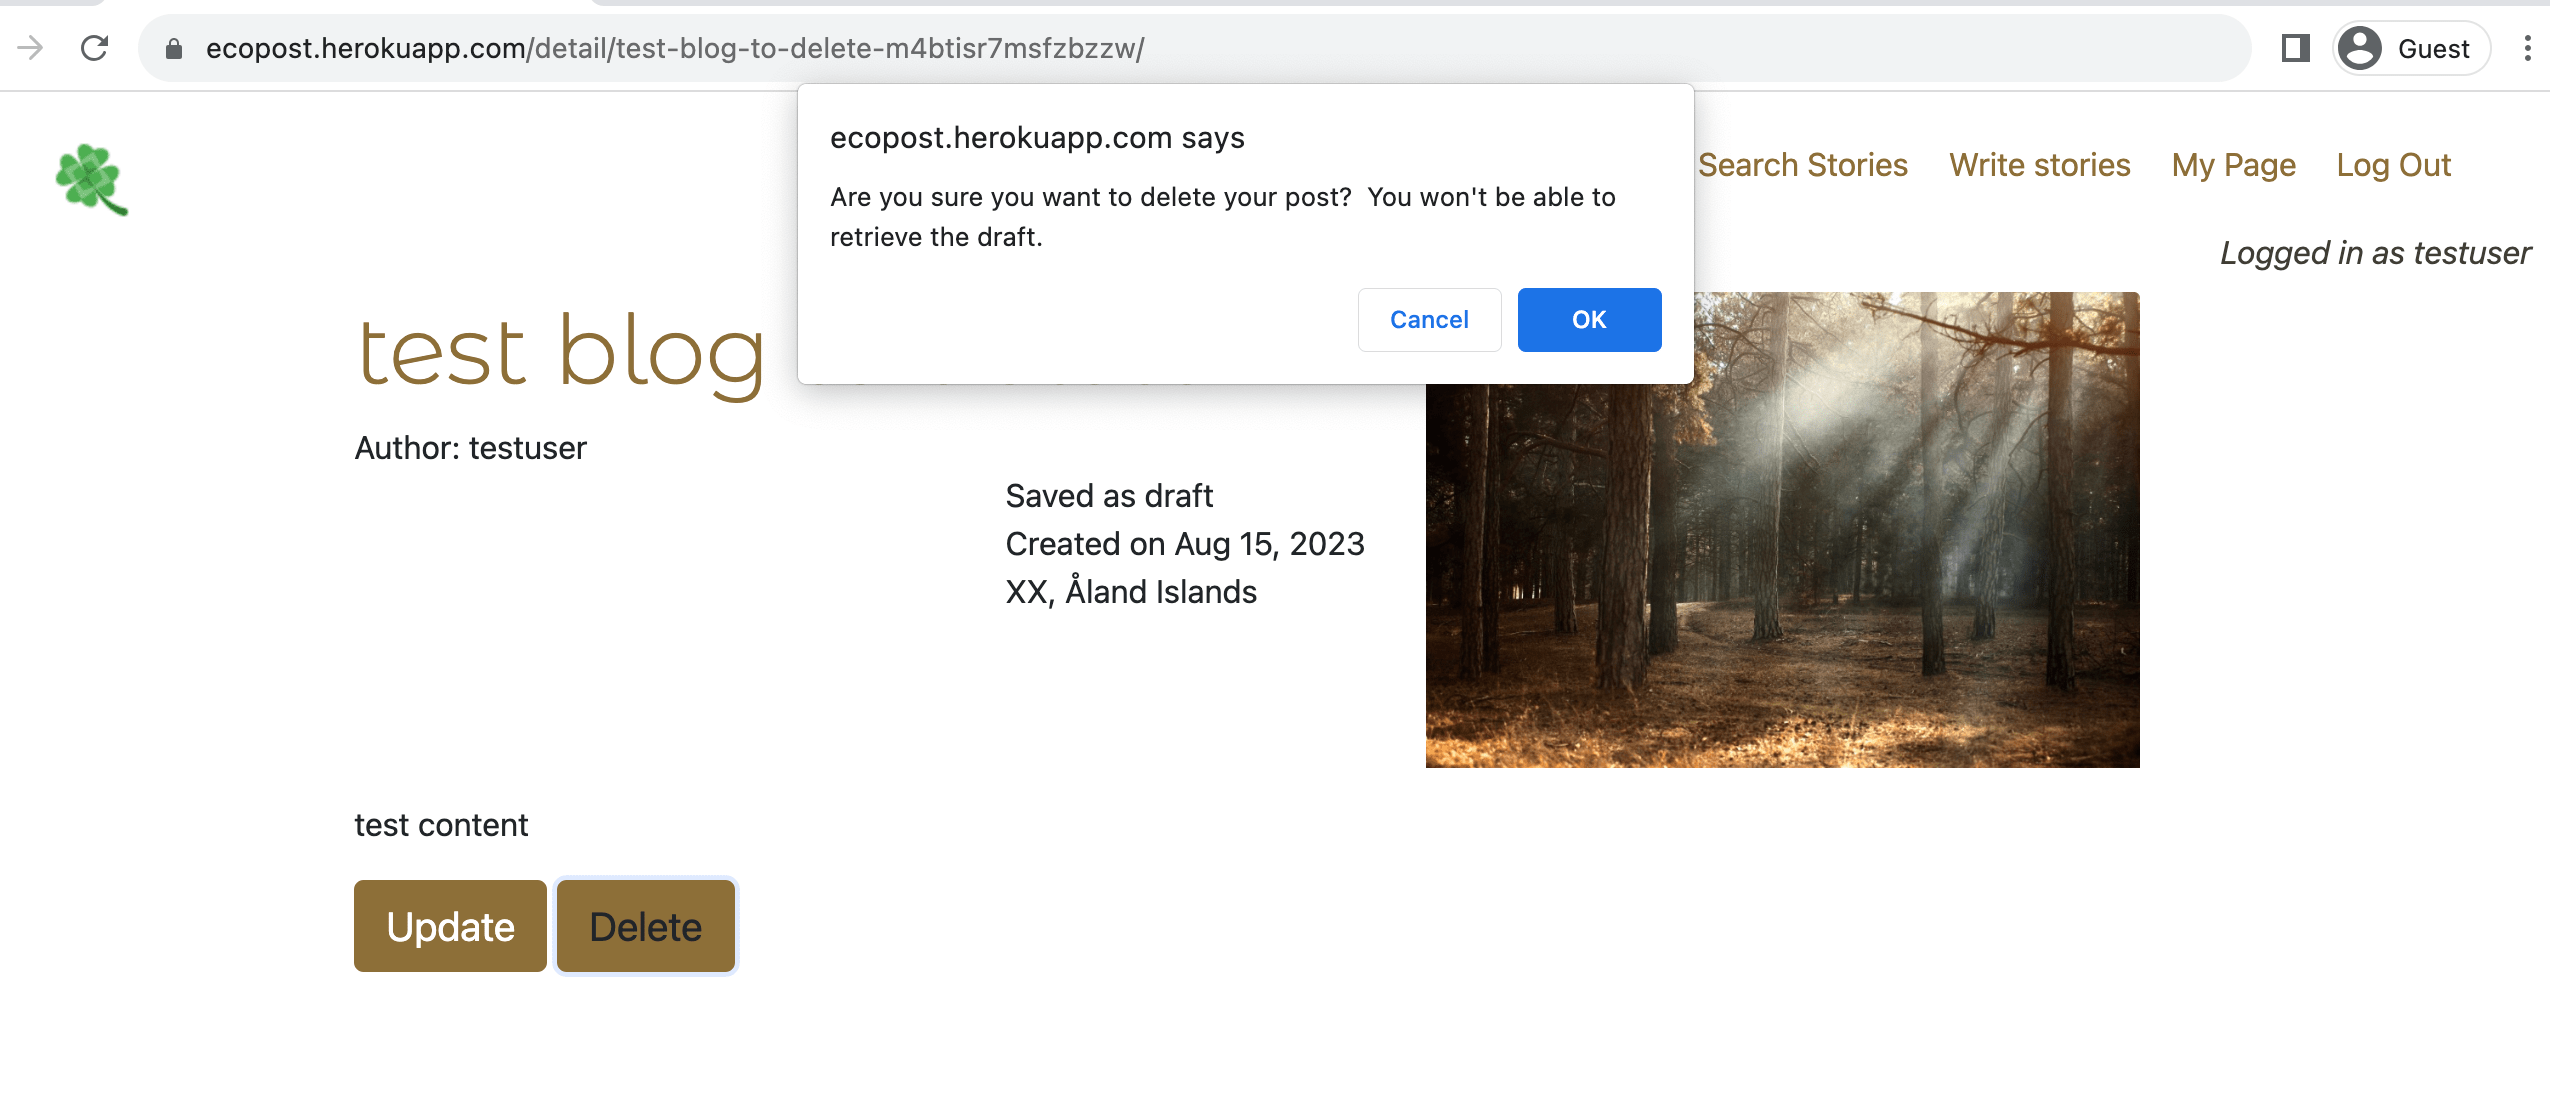 ecopost.herokuapp.com/detail/test-blog-to-delete-m4btisr7msfzbzzw/
Guest
ecopost.herokuapp.com says
Are you sure you want to delete your post?  You won't be able to
retrieve the draft.
Cancel
OK
Search Stories
Write stories
My Page
Log Out
Logged in as testuser
test blog
Author: testuser
Saved as draft
Created on Aug 15, 2023
XX, Åland Islands
test content
Update
Delete